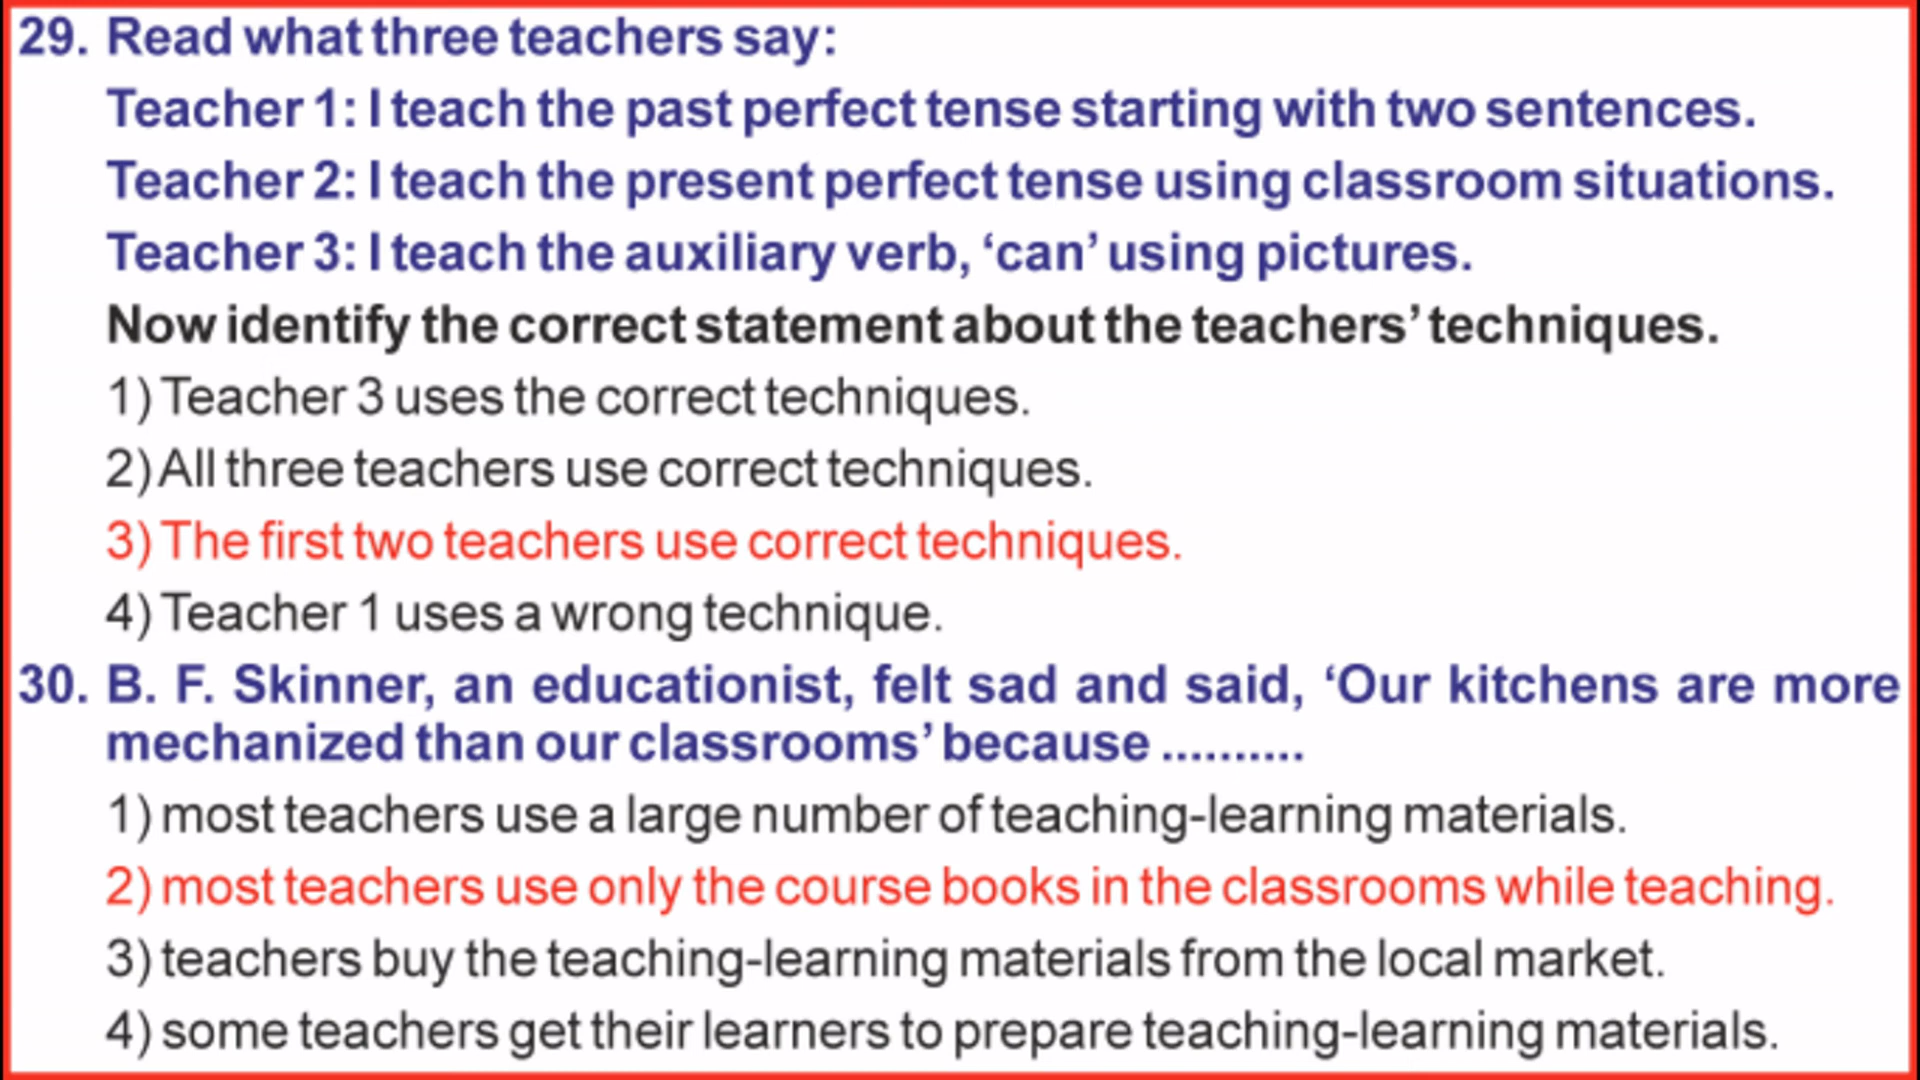 29. Read what three teachers say:
Teacher 1: I teach the past perfect tense starting with two sentences.
Teacher 2: I teach the present perfect tense using classroom situations.
Teacher 3: I teach the auxiliary verb, ‘can’ using pictures.
Now identify the correct statement about the teachers’ techniques.
1) Teacher 3 uses the correct techniques.
2) All three teachers use correct techniques.
3) The first two teachers use correct techniques.
4) Teacher 1 uses a wrong technique.
30. B. F. Skinner, an educationist, felt sad and said, ‘Our kitchens are more
mechanized than our classrooms’ because ..........
1) most teachers use a large number of teaching-learning materials.
2) most teachers use only the course books in the classrooms while teaching.
3) teachers buy the teaching-learning materials from the local market.
4) some teachers get their learners to prepare teaching-learning materials.